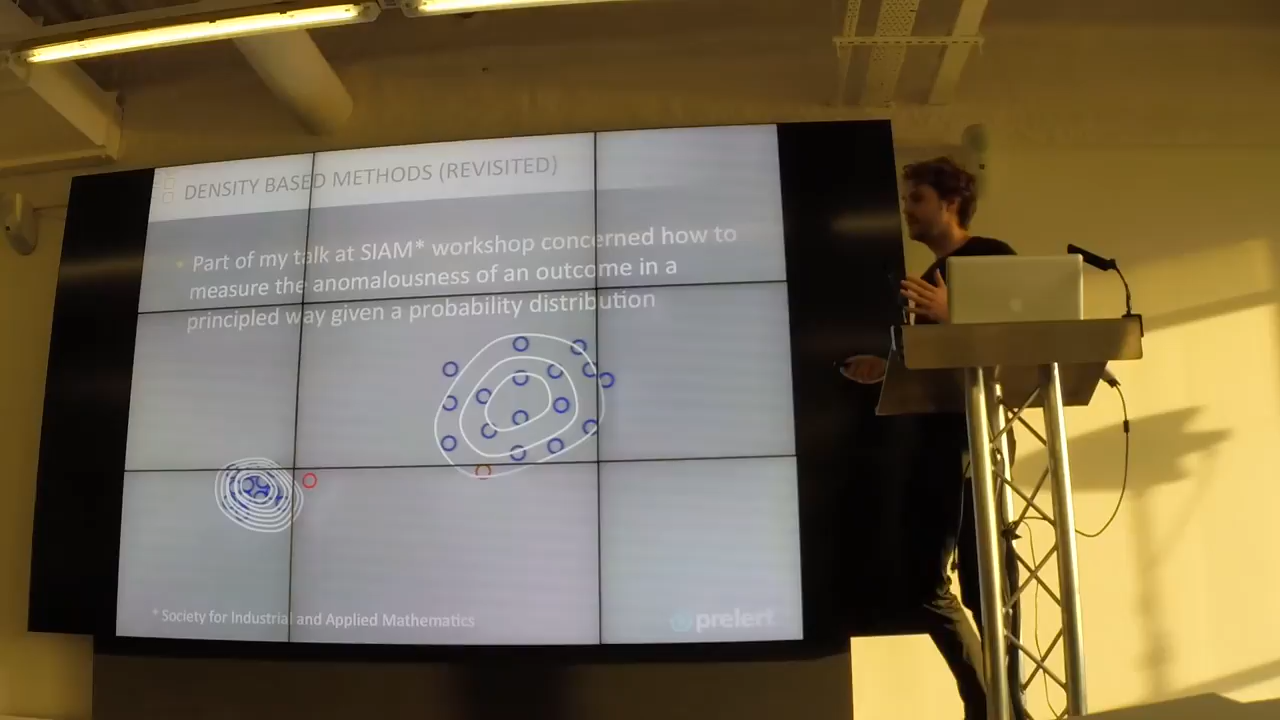 DENSITY BASED METHODS (REVISITED)
Part of my talk at SIAM* workshop concerned how to
measure the anomalousness of an outcome in a
principled way given a probability distribution
* Society for Industrial and Applied Mathematics
prelert